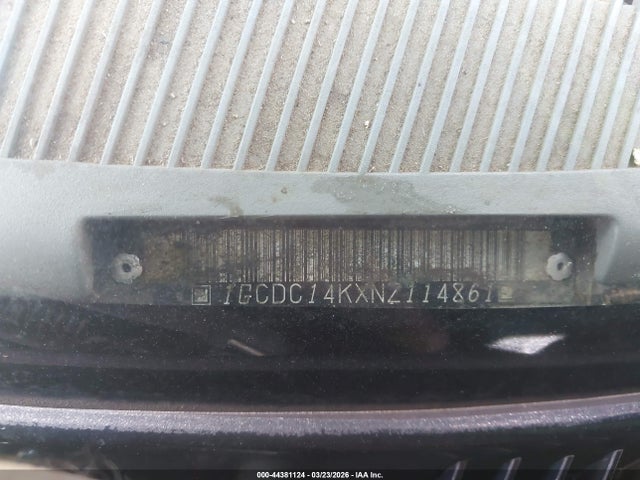 1GCDC14KXNZ114861
000-44381124 | 03/23/2026 | IAA Inc.